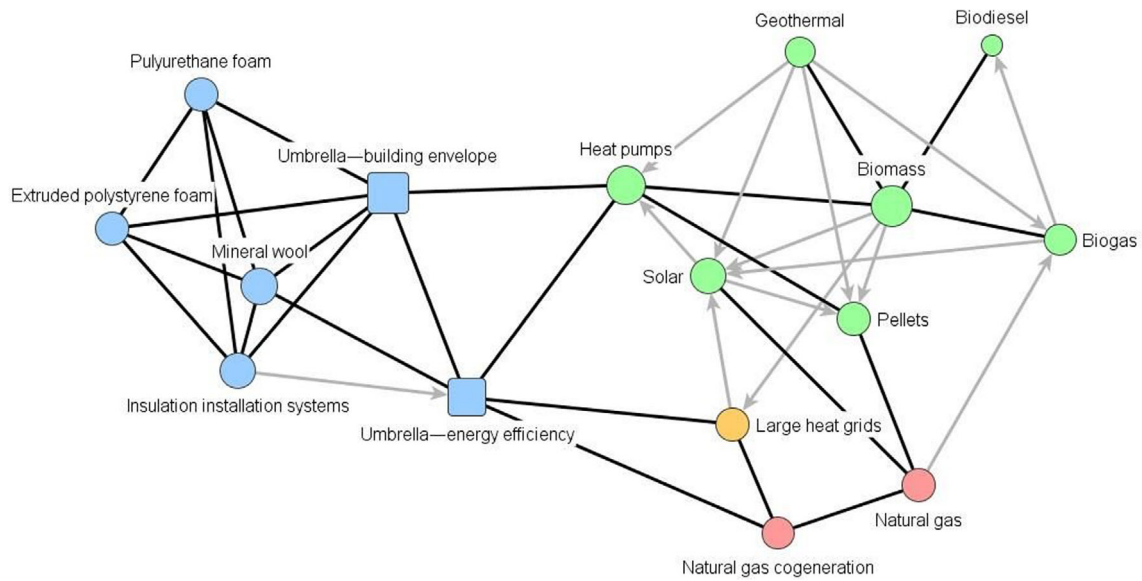 Geothermal
Biodiesel
Pulyurethane foam
Umbrella—building envelope
Heat pumps
Biomass
Extruded polystyrene foam
Mineral wool
Biogas
Solar
Pellets
Insulation installation systems
Umbrella—energy efficiency
Large heat grids
Natural gas
Natural gas cogeneration